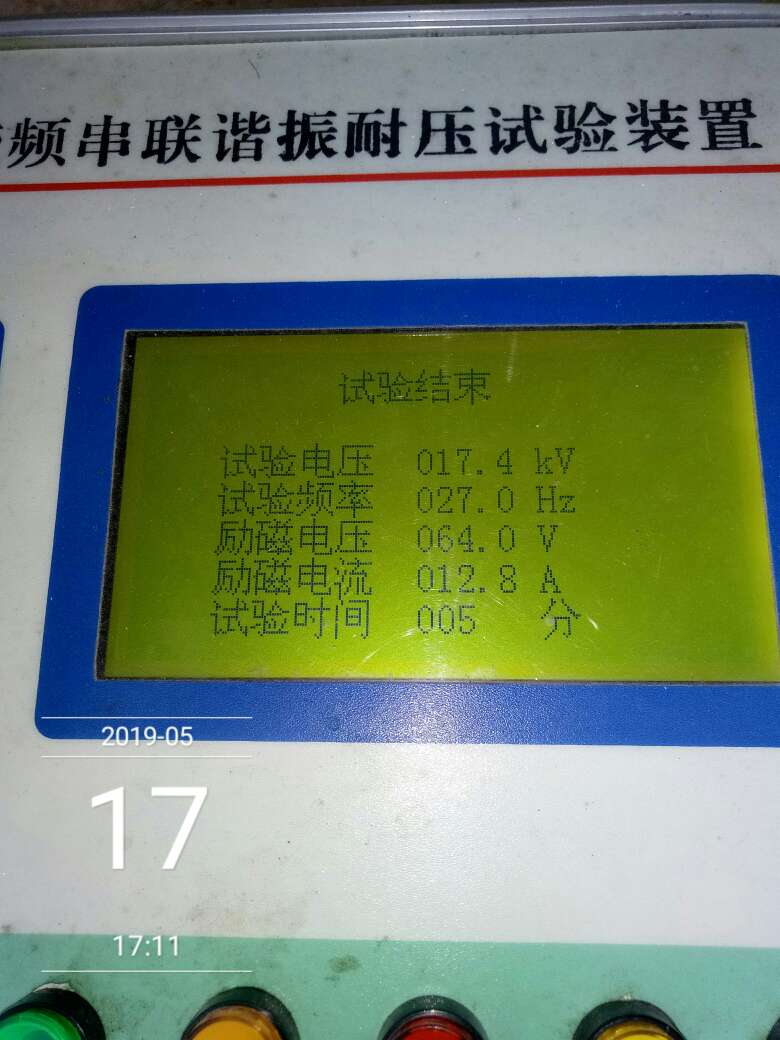 频串联谐振耐压试验装置
试验结束
试验电压 017.4 kV
试验频率 027.0 Hz
励磁电压 064.0 V
励磁电流 012.8 A
试验时间 005 分
2019-05
17
17:11